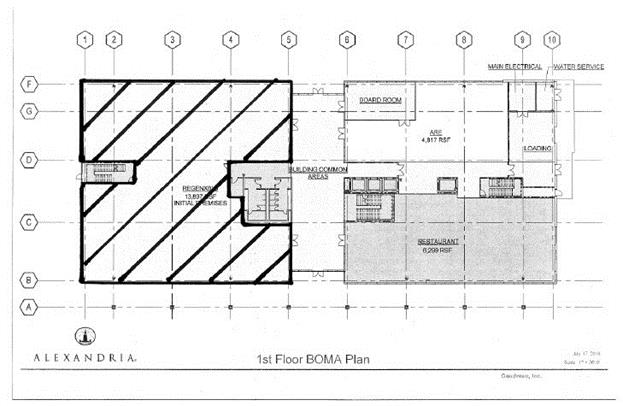 1 2 3 4 5 6 7 8 9 10
MAIN ELECTRICAL
WATER SERVICE
F
BOARD ROOM
G
ARE
4,817 RSF
LOADING
D
BUILDING COMMON
AREAS
REGENXBIO
INITIAL PREMISES
C
RESTAURANT
6,299 RSF
B
A
ALEXANDRIA
1st Floor BOMA Plan